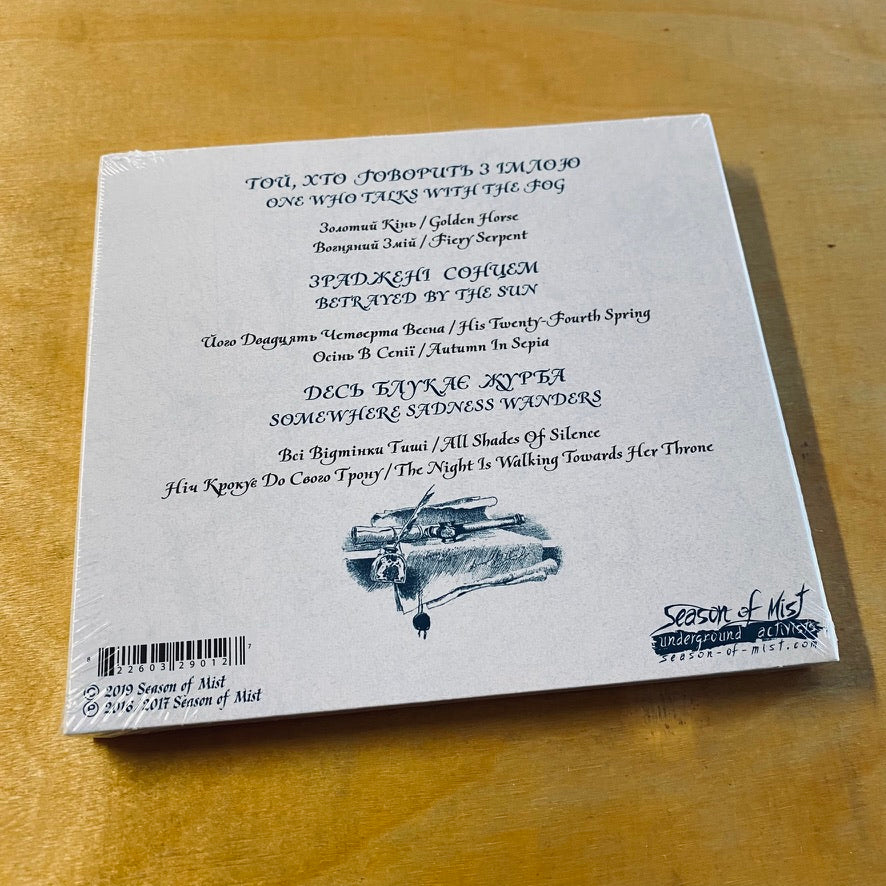 ТОЙ, ХТО ГОВОРИТЬ З ІМЛОЮ
ONE WHO TALKS WITH THE FOG
Золотий Кінь / Golden Horse
Вогняний Змій / Fiery Serpent
ЗРАДЖЕНІ СОНЦЕМ
BETRAYED BY THE SUN
Його Двадцять Четверта Весна / His Twenty-Fourth Spring
Осінь В Сепії / Autumn In Sepia
ДЕСЬ БЛУКАЄ ЖУРБА
SOMEWHERE SADNESS WANDERS
Всі Відтінки Тиші / All Shades Of Silence
Ніч Крокує До Свого Трону / The Night Is Walking Towards Her Throne
season of mist
underground activists
season-of-mist.com
8 22603 29012 7
Ⓒ 2019 Season of Mist
Ⓟ 2016, 2017 Season of Mist